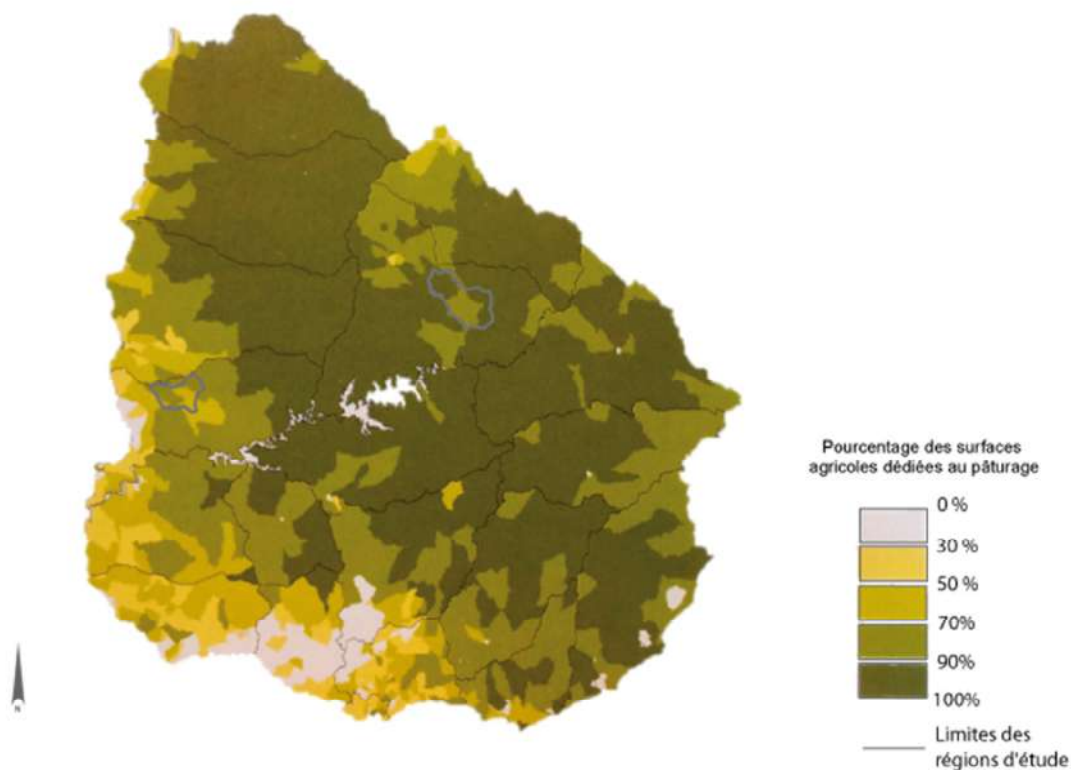 Pourcentage des surfaces
agricoles dédiées au pâturage
0 %
30 %
50 %
70%
90%
100%
Limites des
régions d'étude
N